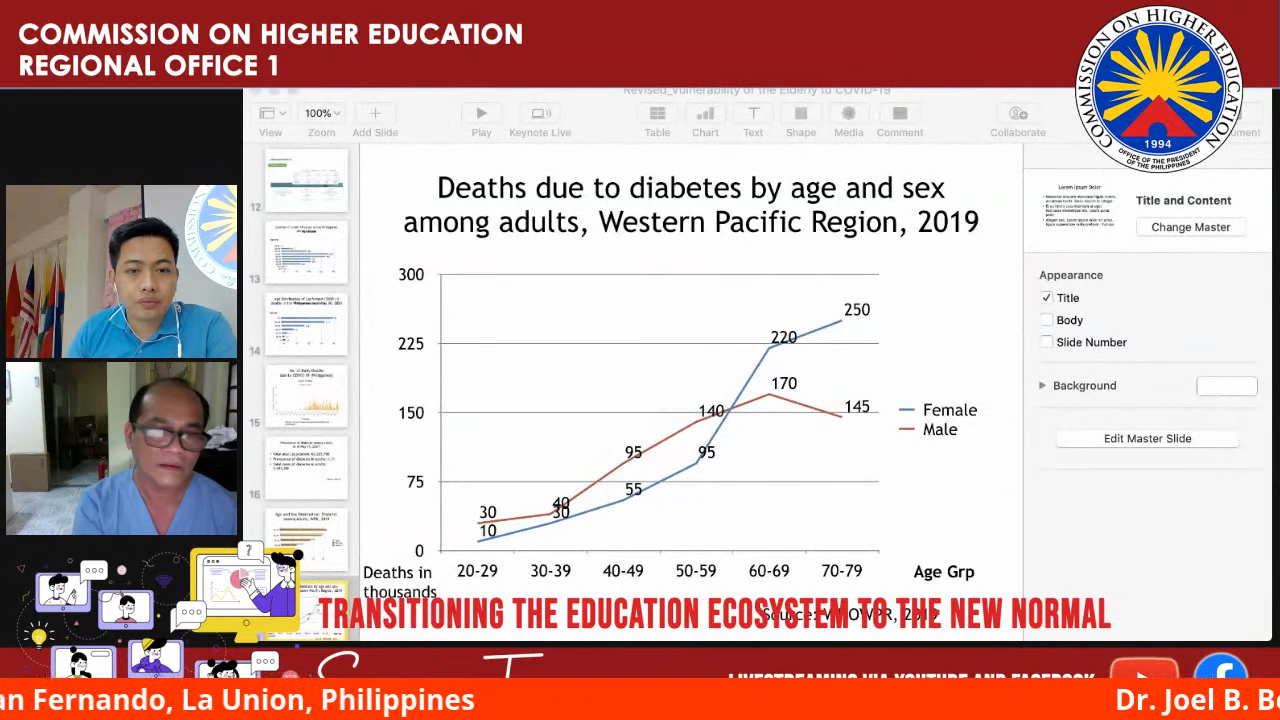 COMMISSION ON HIGHER EDUCATION
REGIONAL OFFICE 1
COMMISSION ON HIGHER EDUCATION
1994
OFFICE OF THE PRESIDENT
OF THE PHILIPPINES
Revised_Vulnerability of the Elderly to COVID-19
100%
View
Zoom
Add Slide
Play
Keynote Live
Table
Chart
Text
Shape
Media
Comment
Collaborate
12
13
14
15
16
Deaths due to diabetes by age and sex
among adults, Western Pacific Region, 2019
300
225
150
75
0
30
10
40
30
95
55
140
95
220
170
250
145
Female
Male
Deaths in
thousands
20-29 30-39 40-49 50-59 60-69 70-79 Age Grp
Title and Content
Change Master
Appearance
Title
Body
Slide Number
Background
Edit Master Slide
?
TRANSITIONING THE EDUCATION ECOSYSTEM TO THE NEW NORMAL
LIVESTREAMING VIA YOUTUBE AND FACEBOOK
an Fernando, La Union, Philippines
Dr. Joel B. B